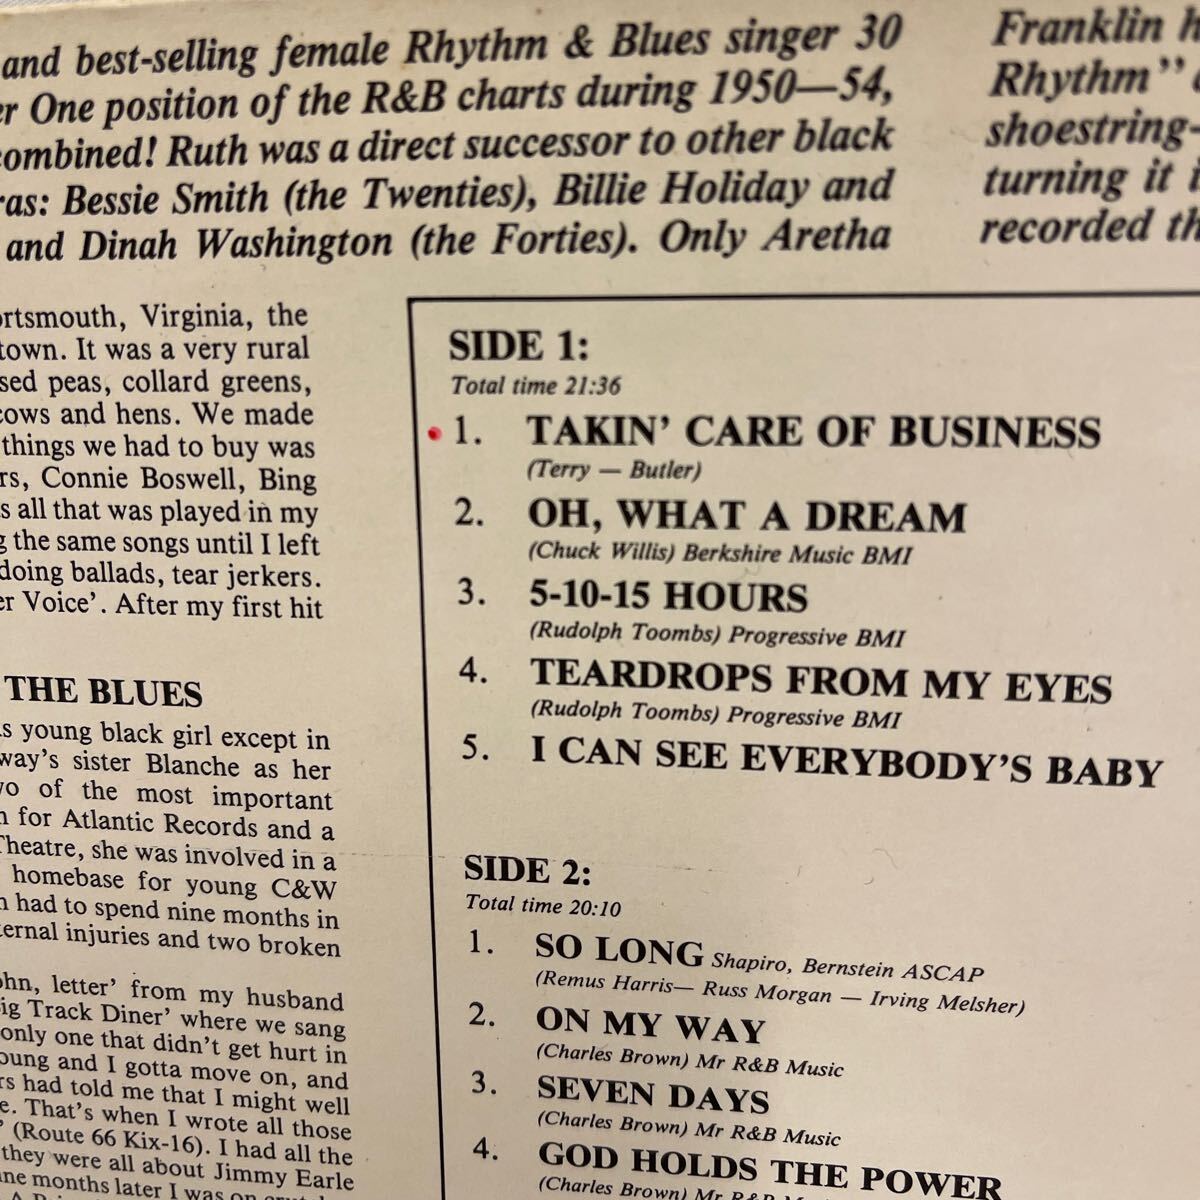 and best-selling female Rhythm & Blues singer 30
One position of the R&B charts during 1950—54,
combined! Ruth was a direct successor to other black
Bessie Smith (the Twenties), Billie Holiday and
and Dinah Washington (the Forties). Only Aretha
Franklin
Rhythm"
shoestring-
turning it
recorded
Virginia, the
town. It was a very rural
peas, collard greens,
cows and hens. We made
things we had to buy was
Connie Boswell, Bing
all that was played in my
the same songs until I left
doing ballads, tear jerkers.
Voice'. After my first hit
THE BLUES
young black girl except in
sister Blanche as her
of the most important
for Atlantic Records and a
Theatre, she was involved in a
homebase for young C&W
had to spend nine months in
injuries and two broken
letter' from my husband
Track Diner' where we sang
only one that didn't get hurt in
and I gotta move on, and
had told me that I might well
That's when I wrote all those
(Route 66 Kix-16). I had all the
they were all about Jimmy Earle
months later I was on
SIDE 1:
Total time 21:36
1. TAKIN' CARE OF BUSINESS
(Terry — Butler)
2. OH, WHAT A DREAM
(Chuck Willis) Berkshire Music BMI
3. 5-10-15 HOURS
(Rudolph Toombs) Progressive BMI
4. TEARDROPS FROM MY EYES
(Rudolph Toombs) Progressive BMI
5. I CAN SEE EVERYBODY'S BABY
SIDE 2:
Total time 20:10
1. SO LONG Shapiro, Bernstein ASCAP
(Remus Harris— Russ Morgan — Irving Melsher)
2. ON MY WAY
(Charles Brown) Mr R&B Music
3. SEVEN DAYS
(Charles Brown) Mr R&B Music
4. GOD HOLDS THE POWER
(Charles Brown) Mr R&B